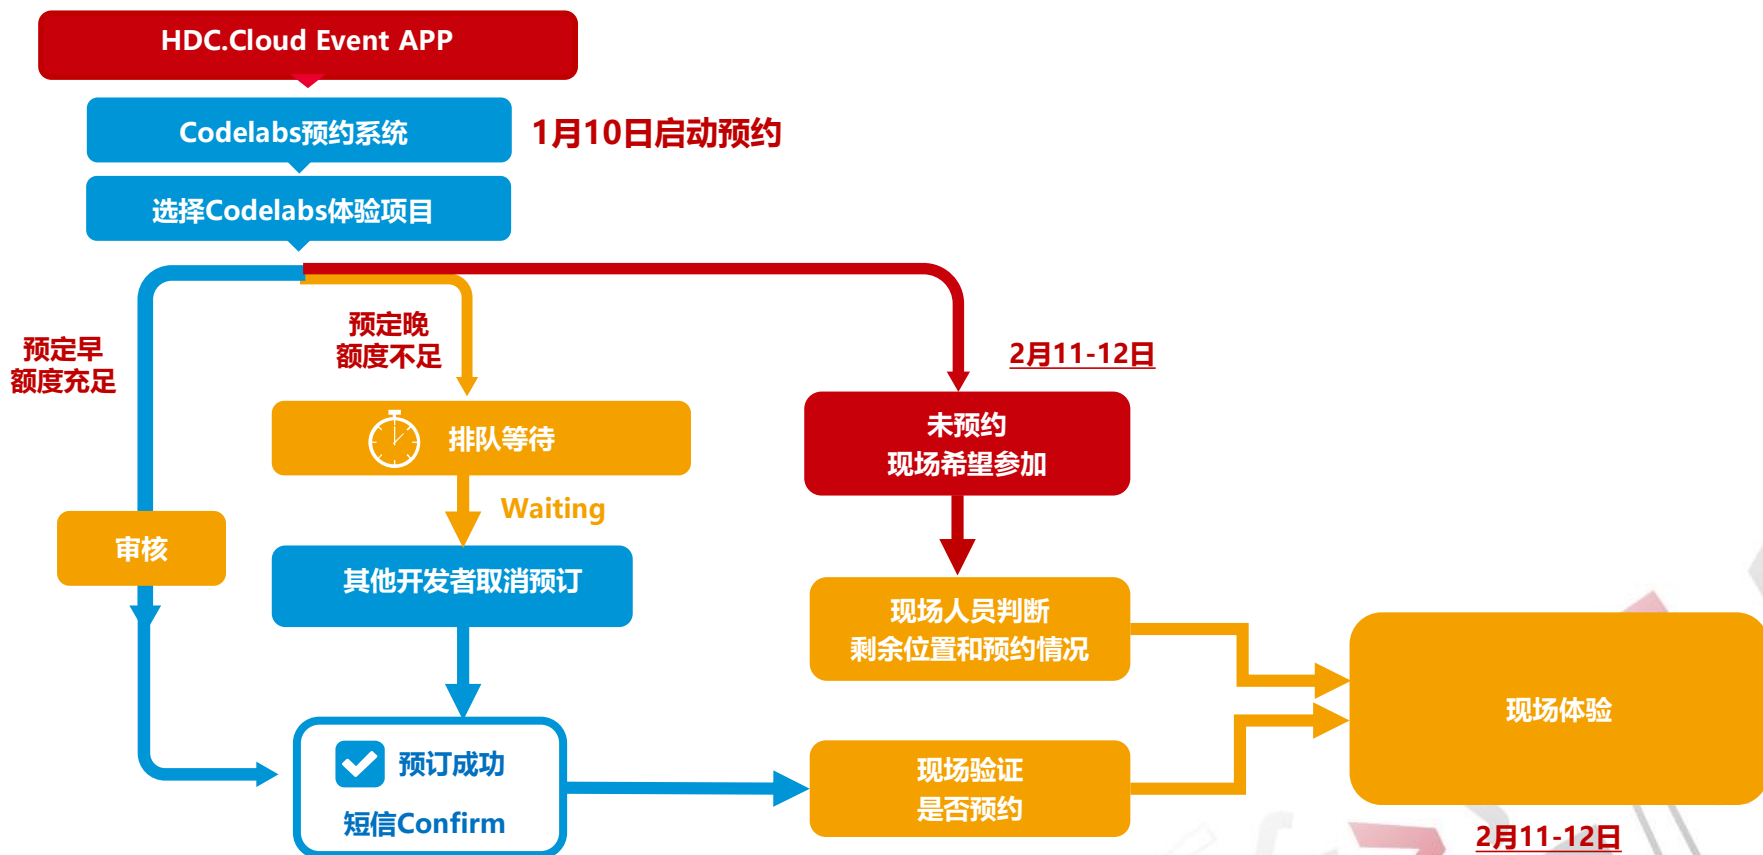 HDC.Cloud Event APP
Codelabs预约系统
1月10日启动预约
选择Codelabs体验项目
预定早
额度充足
预定晚
额度不足
2月11-12日
排队等待
未预约
现场希望参加
Waiting
审核
其他开发者取消预订
现场人员判断
剩余位置和预约情况
现场体验
预订成功
短信Confirm
现场验证
是否预约
2月11-12日